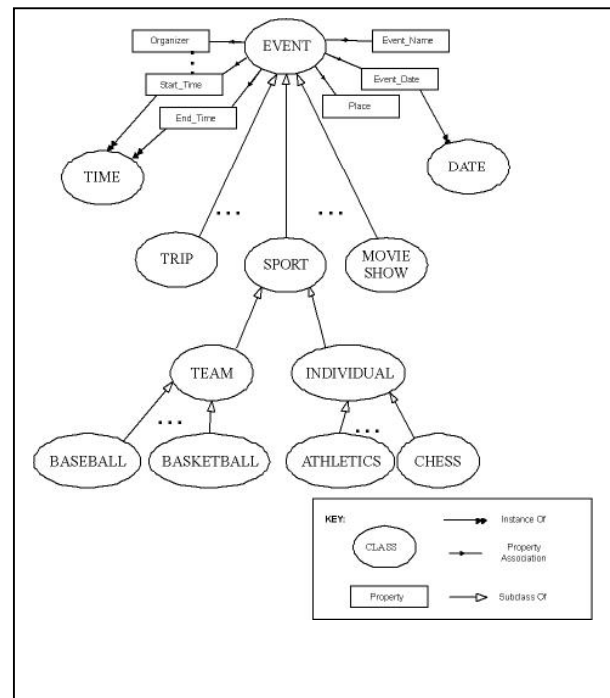 Organizer
EVENT
Event_Name
Start_Time
Event_Date
End_Time
Place
TIME
DATE
TRIP
SPORT
MOVIE
SHOW
TEAM
INDIVIDUAL
BASEBALL
BASKETBALL
ATHLETICS
CHESS
KEY:
Instance Of
CLASS
Property
Association
Property
Subclass Of